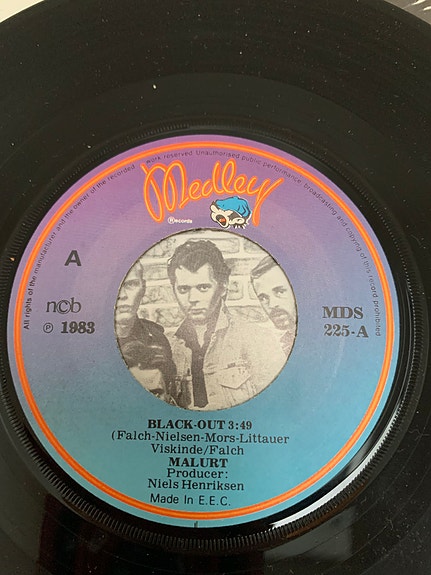 All rights of the manufacturer and the owner of the recorded work reserved. Unauthorised public performance, broadcasting and copying of this record prohibited
Medley
® Records
A
ncb
℗ 1983
MDS
225-A
BLACK-OUT 3:49
(Falch-Nielsen-Mors-Littauer
Viskinde/Falch
MALURT
Producer:
Niels Henriksen
Made In E.E.C.